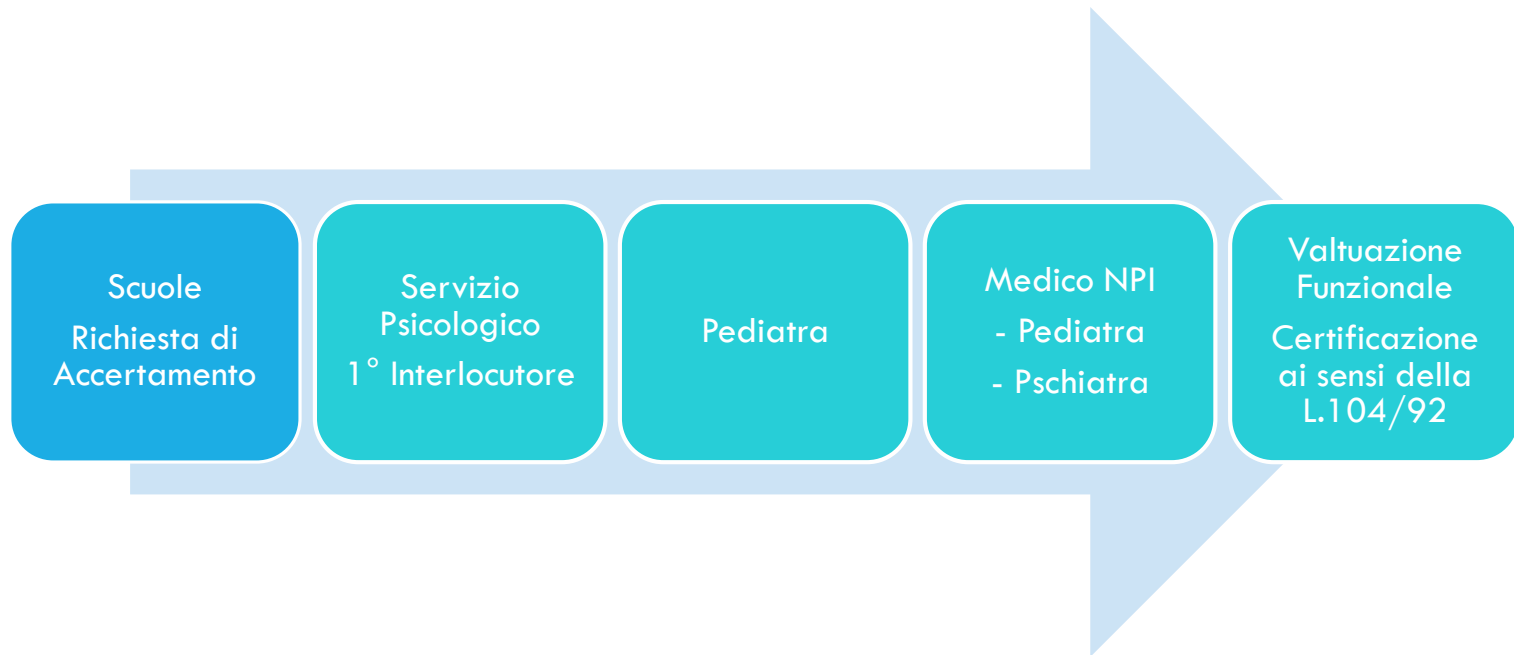 Scuole
Richiesta di
Accertamento
Servizio
Psicologico
1° Interlocutore
Pediatra
Medico NPI
- Pediatra
- Pschiatra
Valtuazione
Funzionale
Certificazione
ai sensi della
L.104/92